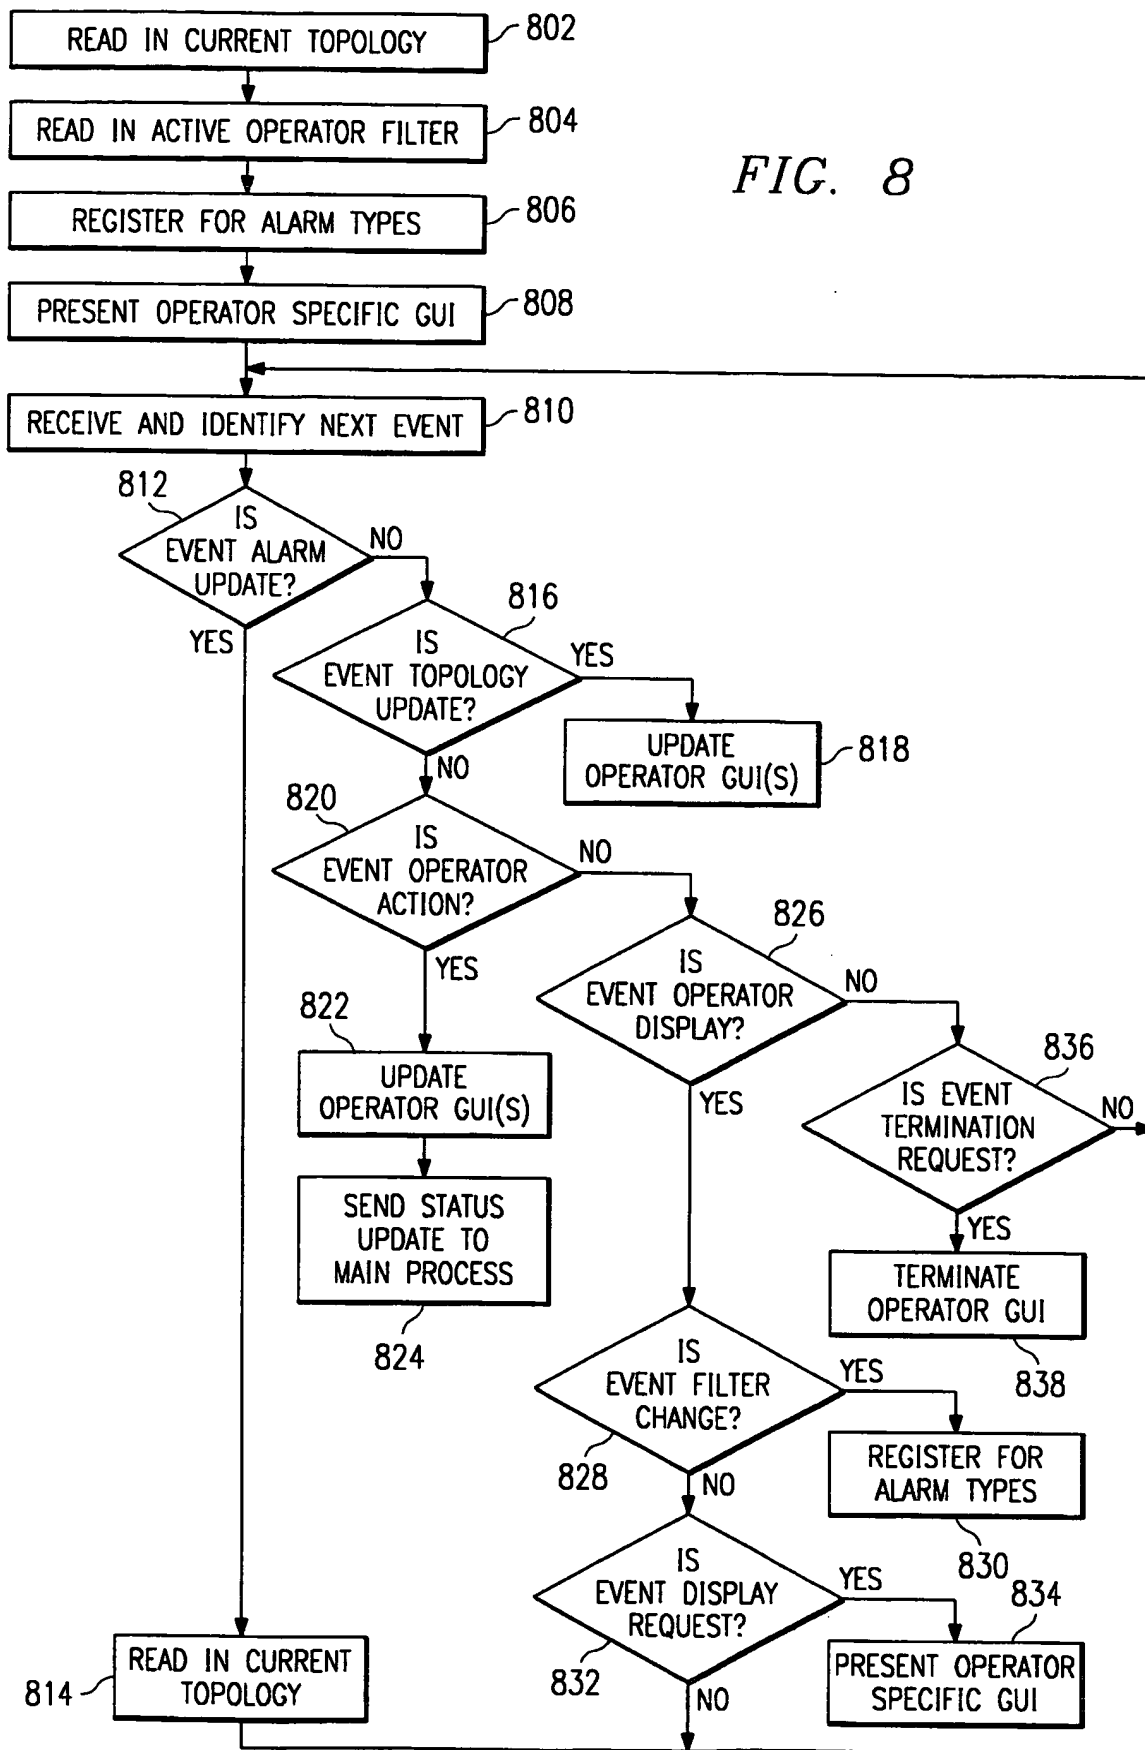 READ IN CURRENT TOPOLOGY
802
READ IN ACTIVE OPERATOR FILTER
804
FIG. 8
REGISTER FOR ALARM TYPES
806
PRESENT OPERATOR SPECIFIC GUI
808
RECEIVE AND IDENTIFY NEXT EVENT
810
812
IS
EVENT ALARM
UPDATE?
NO
YES
816
IS
EVENT TOPOLOGY
UPDATE?
YES
NO
UPDATE
OPERATOR GUI(S)
818
820
IS
EVENT OPERATOR
ACTION?
NO
YES
826
IS
EVENT OPERATOR
DISPLAY?
NO
YES
822
UPDATE
OPERATOR GUI(S)
SEND STATUS
UPDATE TO
MAIN PROCESS
824
836
IS EVENT
TERMINATION
REQUEST?
NO
YES
TERMINATE
OPERATOR GUI
838
IS
EVENT FILTER
CHANGE?
YES
828
NO
REGISTER FOR
ALARM TYPES
830
IS
EVENT DISPLAY
REQUEST?
YES
832
NO
834
PRESENT OPERATOR
SPECIFIC GUI
READ IN CURRENT
TOPOLOGY
814